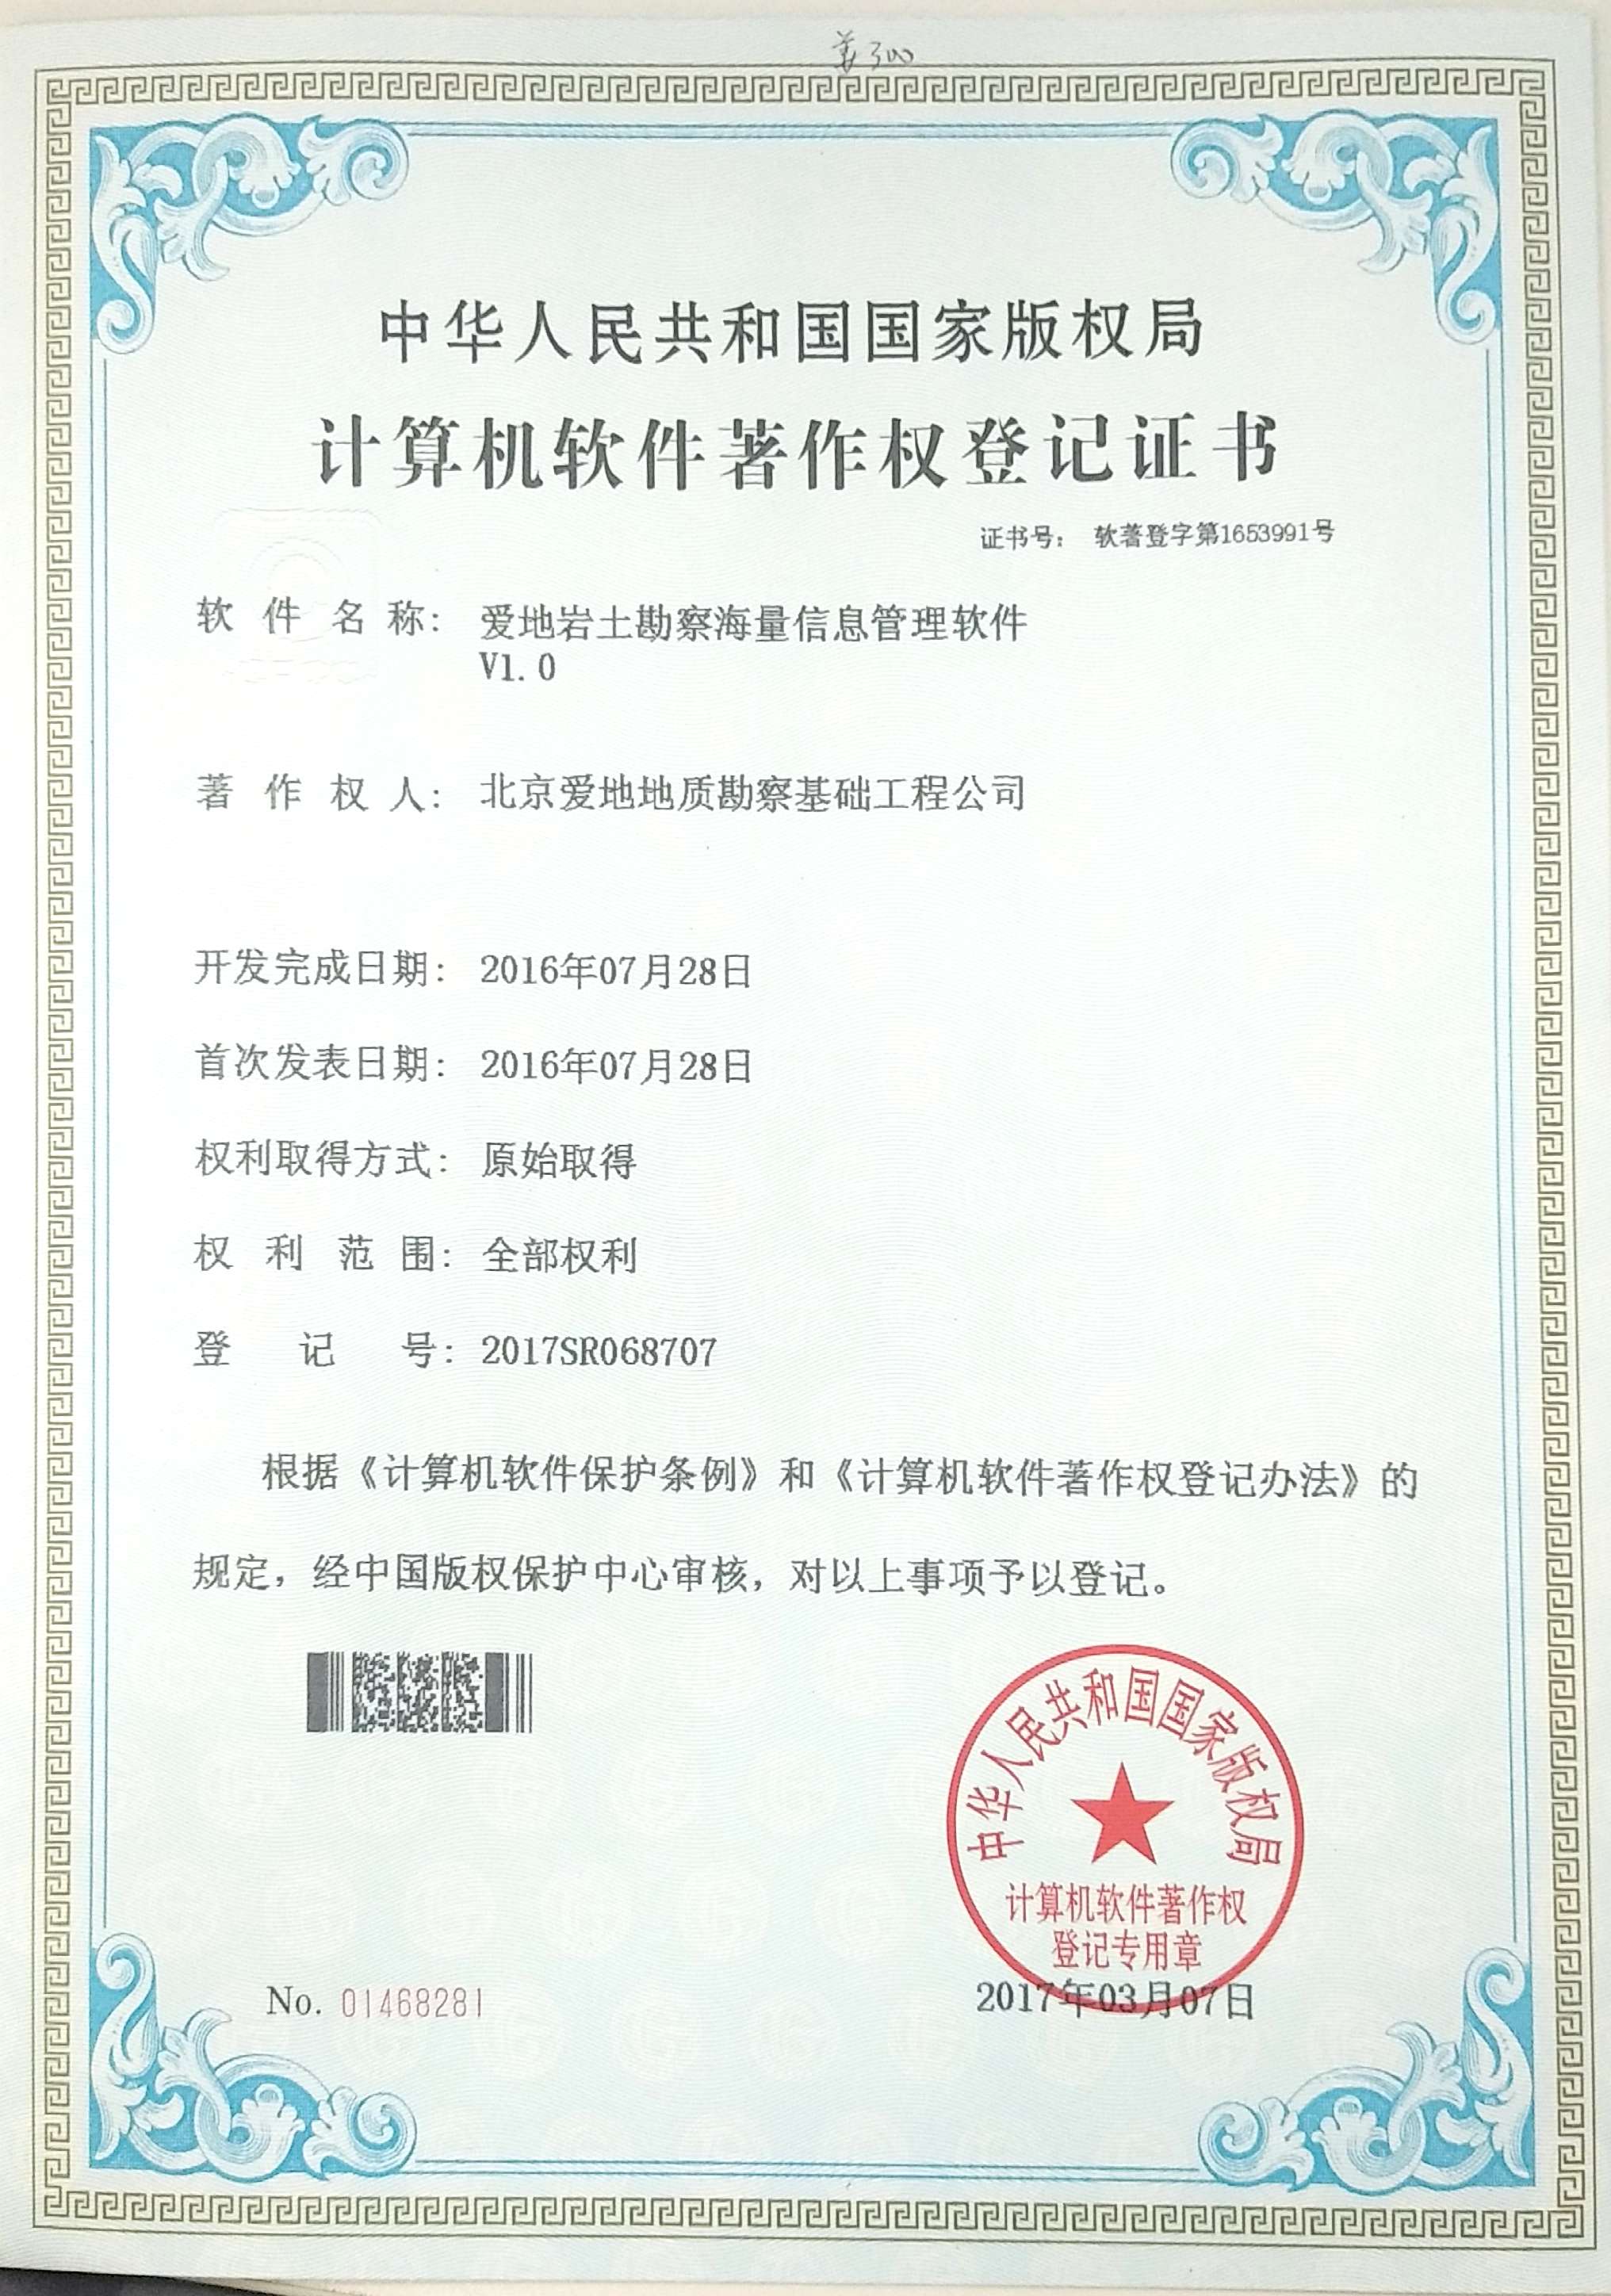 中华人民共和国国家版权局
计算机软件著作权登记证书
证书号： 软著登字第1653991号
软件名称： 爱地岩土勘察海量信息管理软件
V1.0
著作权人： 北京爱地地质勘察基础工程公司
开发完成日期： 2016年07月28日
首次发表日期： 2016年07月28日
权利取得方式： 原始取得
权利范围： 全部权利
登记号： 2017SR068707
根据《计算机软件保护条例》和《计算机软件著作权登记办法》的
规定，经中国版权保护中心审核，对以上事项予以登记。
中华人民共和国国家版权局
计算机软件著作权
登记专用章
No. 01468281
2017年03月07日